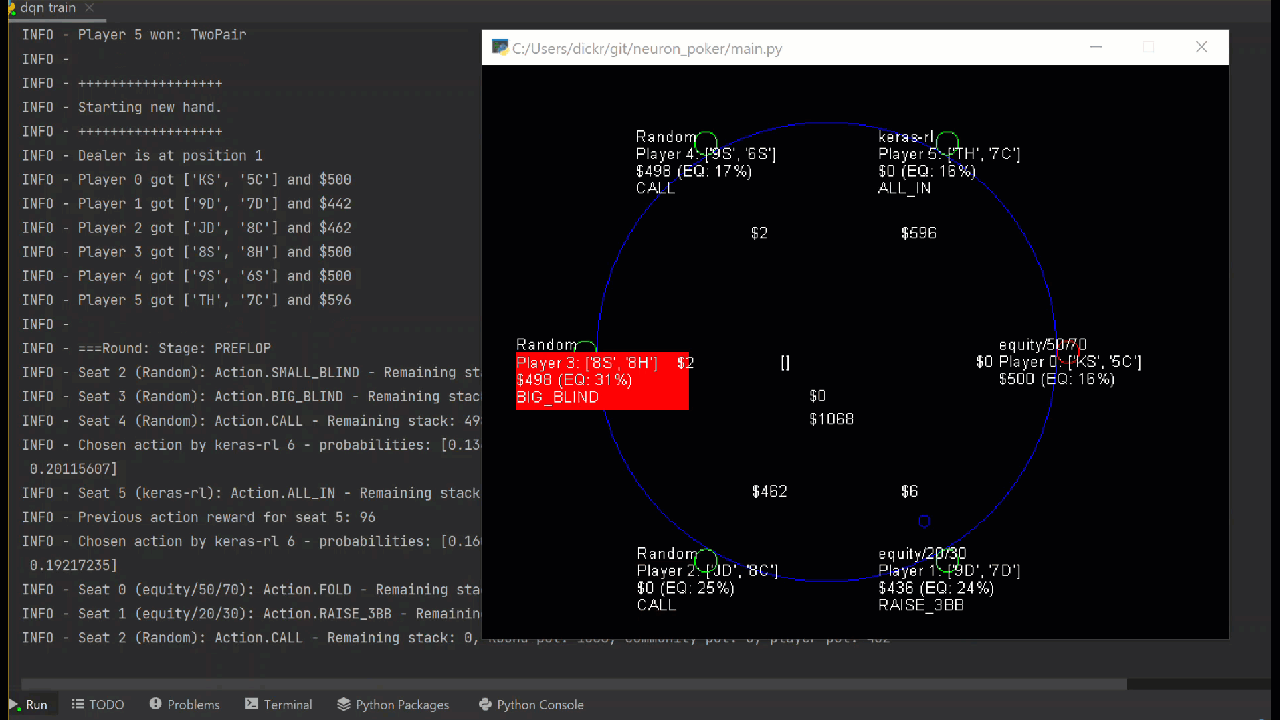 dqn train
INFO - Player 5 won: TwoPair
INFO -
INFO - ++++++++++++++++++
INFO - Starting new hand.
INFO - ++++++++++++++++++
INFO - Dealer is at position 1
INFO - Player 0 got ['KS', '5C'] and $500
INFO - Player 1 got ['9D', '7D'] and $442
INFO - Player 2 got ['JD', '8C'] and $462
INFO - Player 3 got ['8S', '8H'] and $500
INFO - Player 4 got ['9S', '6S'] and $500
INFO - Player 5 got ['TH', '7C'] and $596
INFO -
INFO - ===Round: Stage: PREFLOP
INFO - Seat 2 (Random): Action.SMALL_BLIND - Remaining
INFO - Seat 3 (Random): Action.BIG_BLIND - Remaining
INFO - Seat 4 (Random): Action.CALL - Remaining stack: 49
INFO - Chosen action by keras-rl 6 - probabilities: [0.13
0.20115607]
INFO - Seat 5 (keras-rl): Action.ALL_IN - Remaining
INFO - Previous action reward for seat 5: 96
INFO - Chosen action by keras-rl 6 - probabilities: [0.16
0.19217235]
INFO - Seat 0 (equity/50/70): Action.FOLD - Remaining
INFO - Seat 1 (equity/20/30): Action.RAISE_3BB - Remaining
INFO - Seat 2 (Random): Action.CALL - Remaining stack: 0,
Run TODO Problems Terminal Python Packages Python Console
C:/Users/dickr/git/neuron_poker/main.py
Random
Player 4: ['9S', '6S']
$498 (EQ: 17%)
CALL
$2
keras-rl
Player 5: ['TH', '7C']
$0 (EQ: 16%)
ALL_IN
$596
Random
Player 3: ['8S', '8H'] $2
$498 (EQ: 31%)
BIG_BLIND
[]
$0
$1068
equity/50/70
$0 Player 0: ['KS', '5C']
$500 (EQ: 16%)
$462
$6
Random
Player 2: ['JD', '8C']
$0 (EQ: 25%)
CALL
equity/20/30
Player 1: ['9D', '7D']
$436 (EQ: 24%)
RAISE_3BB